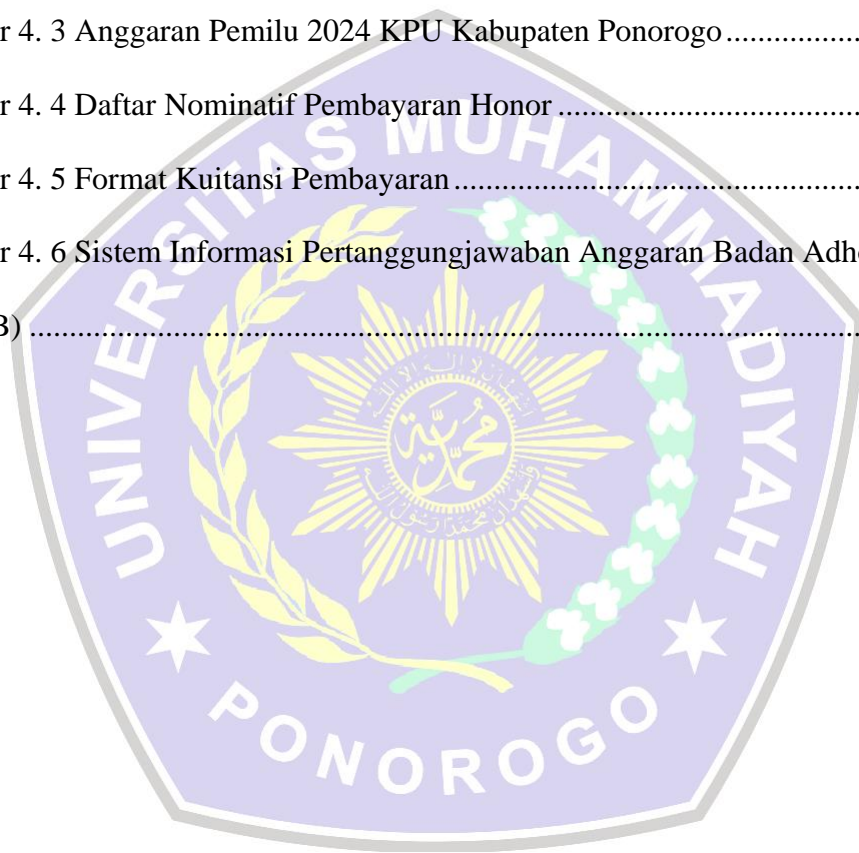 r 4. 3 Anggaran Pemilu 2024 KPU Kabupaten Ponorogo...................
r 4. 4 Daftar Nominatif Pembayaran Honor..........................................
r 4. 5 Format Kuitansi Pembayaran........................................................
r 4. 6 Sistem Informasi Pertanggungjawaban Anggaran Badan Adh
B)...........................................................................................................
UNIVERSITAS MUHAMMADIYAH
PONOROGO